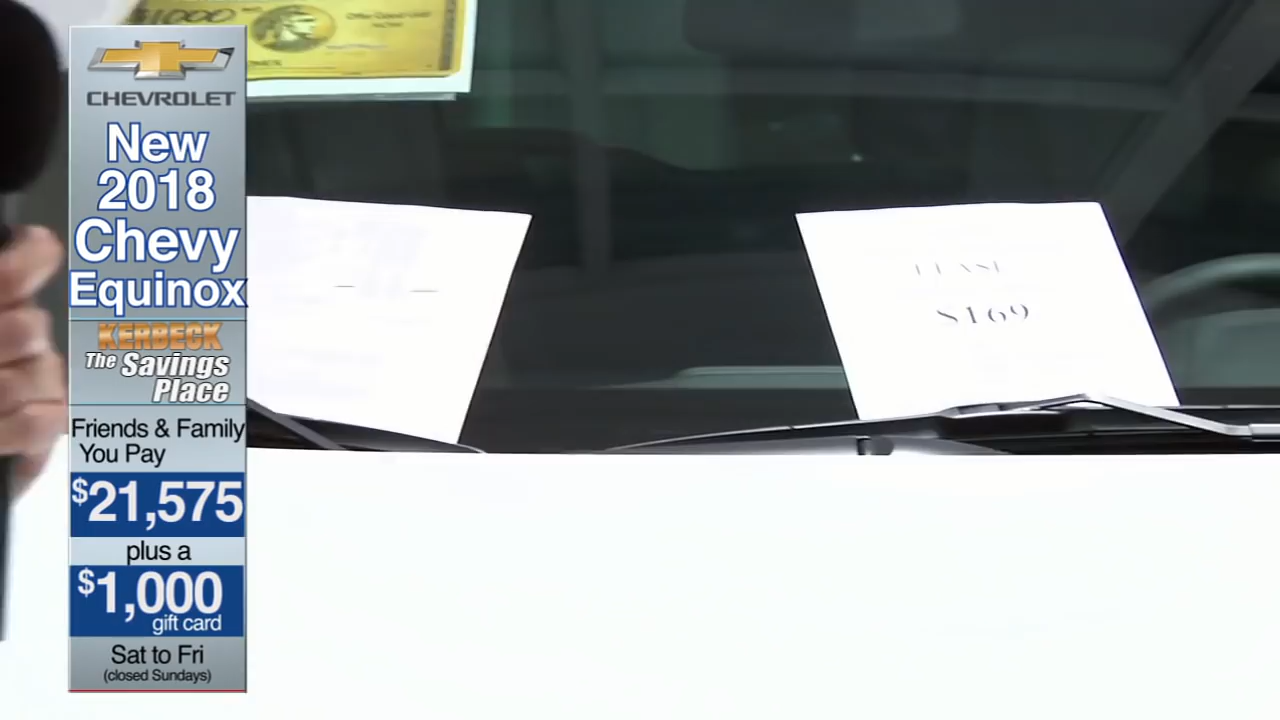 $1000
CHEVROLET
New
2018
Chevy
Equinox
KERBECK
The Savings
Place
Friends & Family
You Pay
$21,575
plus a
$1,000
gift card
Sat to Fri
(closed Sundays)
LEASE
$169